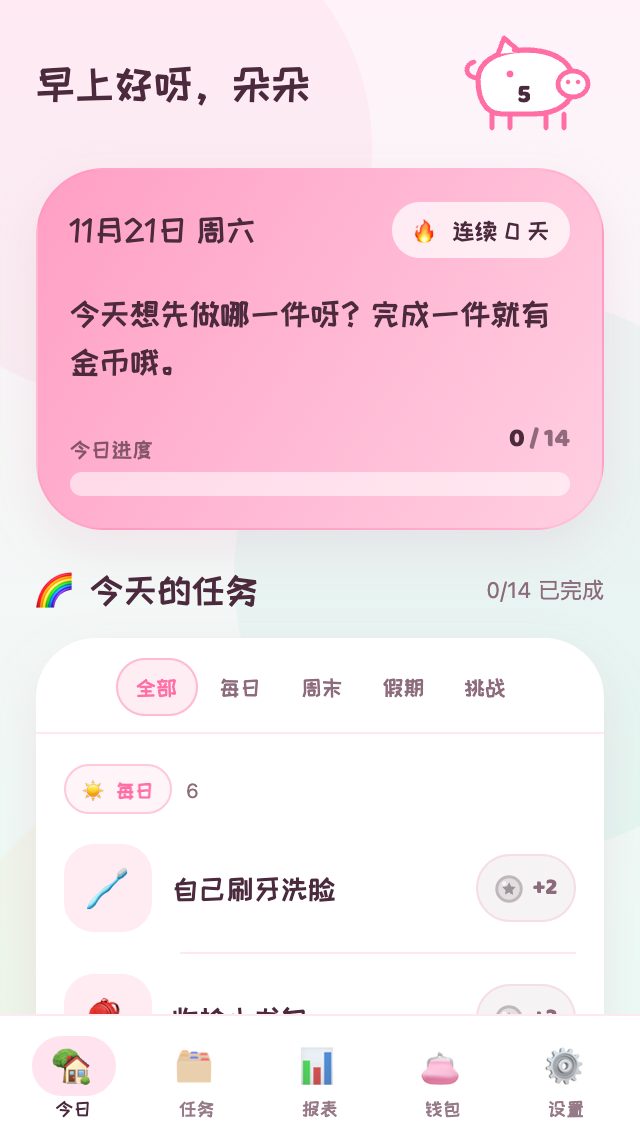 早上好呀，朵朵
5
11月21日 周六
连续 0 天
今天想先做哪一件呀？完成一件就有
金币哦。
今日进度
0 / 14
今天的任务
0/14 已完成
全部 每日 周末 假期 挑战
每日 6
自己刷牙洗脸
+2
今日 任务 报表 钱包 设置